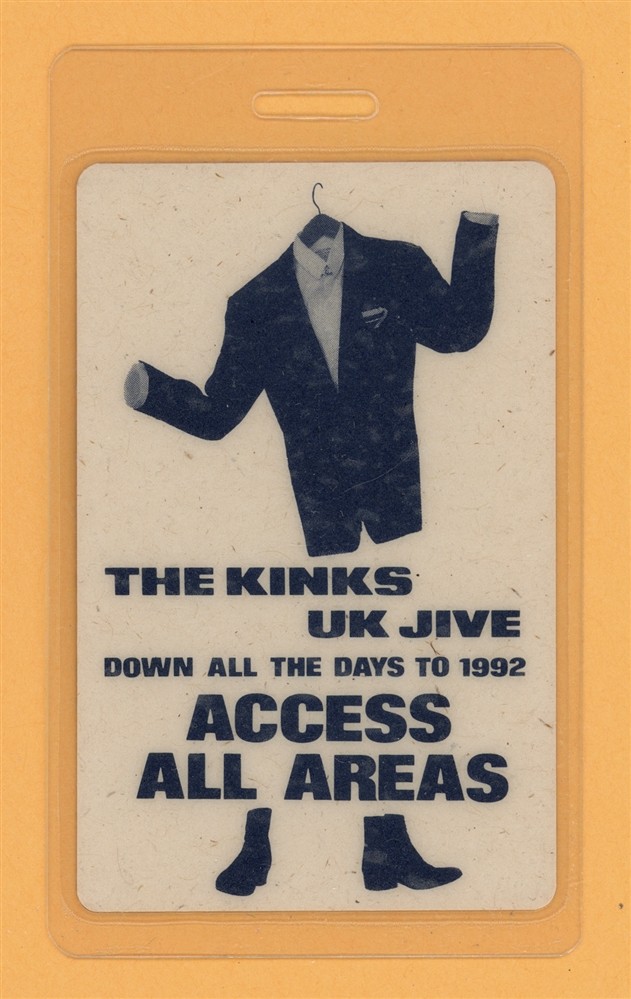 THE KINKS
UK JIVE
DOWN ALL THE DAYS TO 1992
ACCESS
ALL AREAS